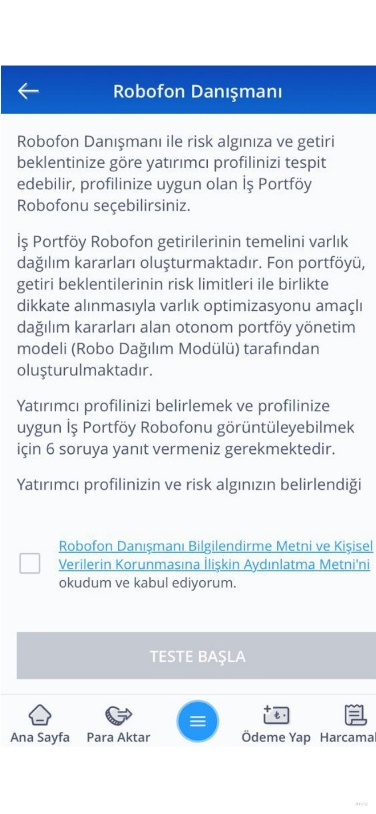 Robofon Danışmanı
Robofon Danışmanı ile risk algınıza ve getiri
beklentinize göre yatırımcı profilinizi tespit
edebilir, profilinize uygun olan İş Portföy
Robofonu seçebilirsiniz.
İş Portföy Robofon getirilerinin temelini varlık
dağılım kararları oluşturmaktadır. Fon portföyü,
getiri beklentilerinin risk limitleri ile birlikte
dikkate alınmasıyla varlık optimizasyonu amaçlı
dağılım kararları alan otonom portföy yönetim
modeli (Robo Dağılım Modülü) tarafından
oluşturulmaktadır.
Yatırımcı profilinizi belirlemek ve profilinize
uygun İş Portföy Robofonu görüntüleyebilmek
için 6 soruya yanıt vermeniz gerekmektedir.
Yatırımcı profilinizin ve risk algınızın belirlendiği
Robofon Danışmanı Bilgilendirme Metni ve Kişisel
Verilerin Korunmasına İlişkin Aydınlatma Metni'ni
okudum ve kabul ediyorum.
TESTE BAŞLA
Ana Sayfa Para Aktar Ödeme Yap Harcamal